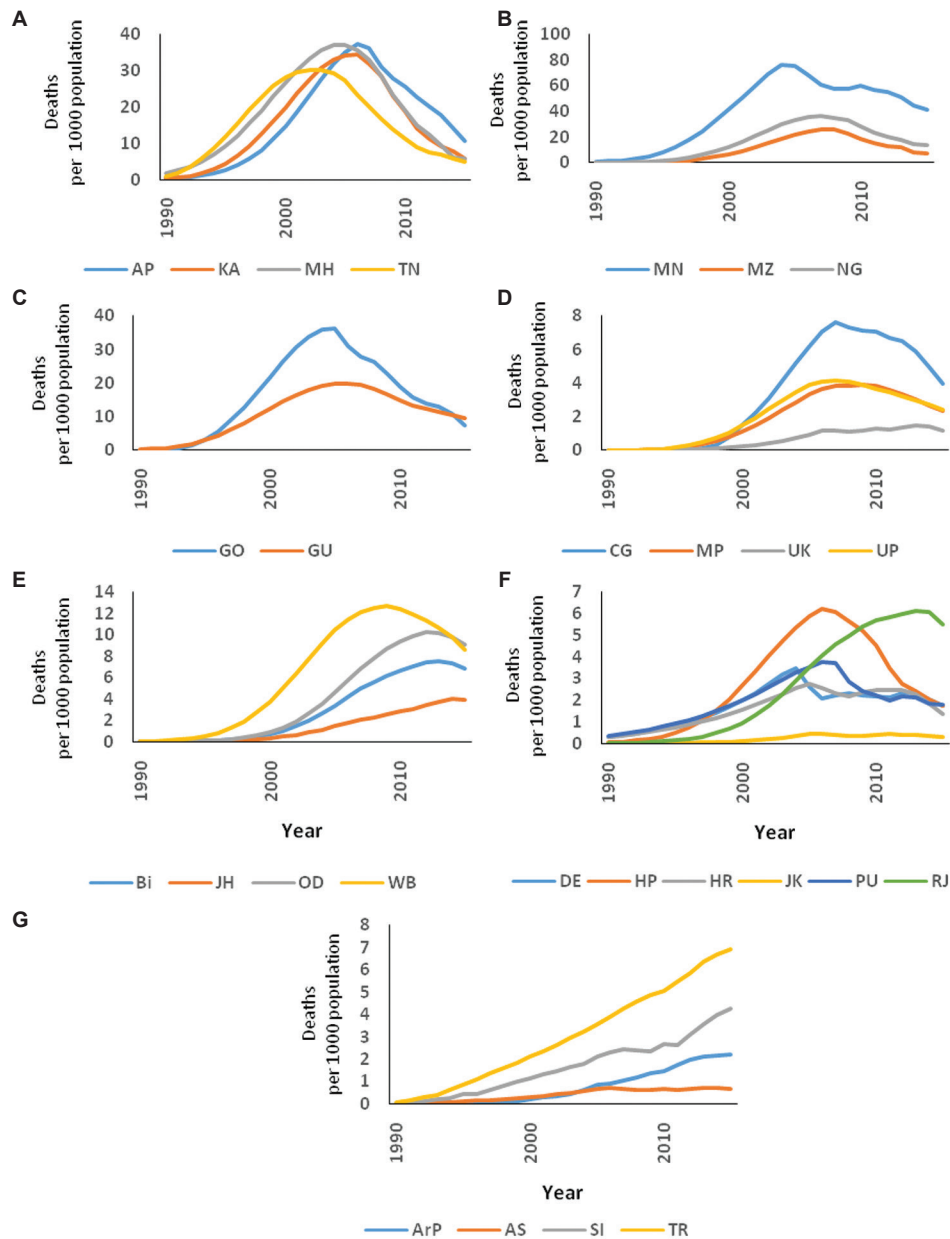 A
Deaths
per 1000 population
40
30
20
10
0
1990
2000
2010
AP KA MH TN
B
Deaths
per 1000 population
100
80
60
40
20
0
1990
2000
2010
MN MZ NG
C
Deaths
per 1000 population
40
30
20
10
0
1990
2000
2010
GO GU
D
Deaths
per 1000 population
8
6
4
2
0
1990
2000
2010
CG MP UK UP
E
Deaths
per 1000 population
14
12
10
8
6
4
2
0
1990
2000
2010
Year
Bi JH OD WB
F
Deaths
per 1000 population
7
6
5
4
3
2
1
0
1990
2000
2010
Year
DE HP HR JK PU RJ
G
Deaths
per 1000 population
8
7
6
5
4
3
2
1
0
1990
2000
2010
Year
ArP AS SI TR